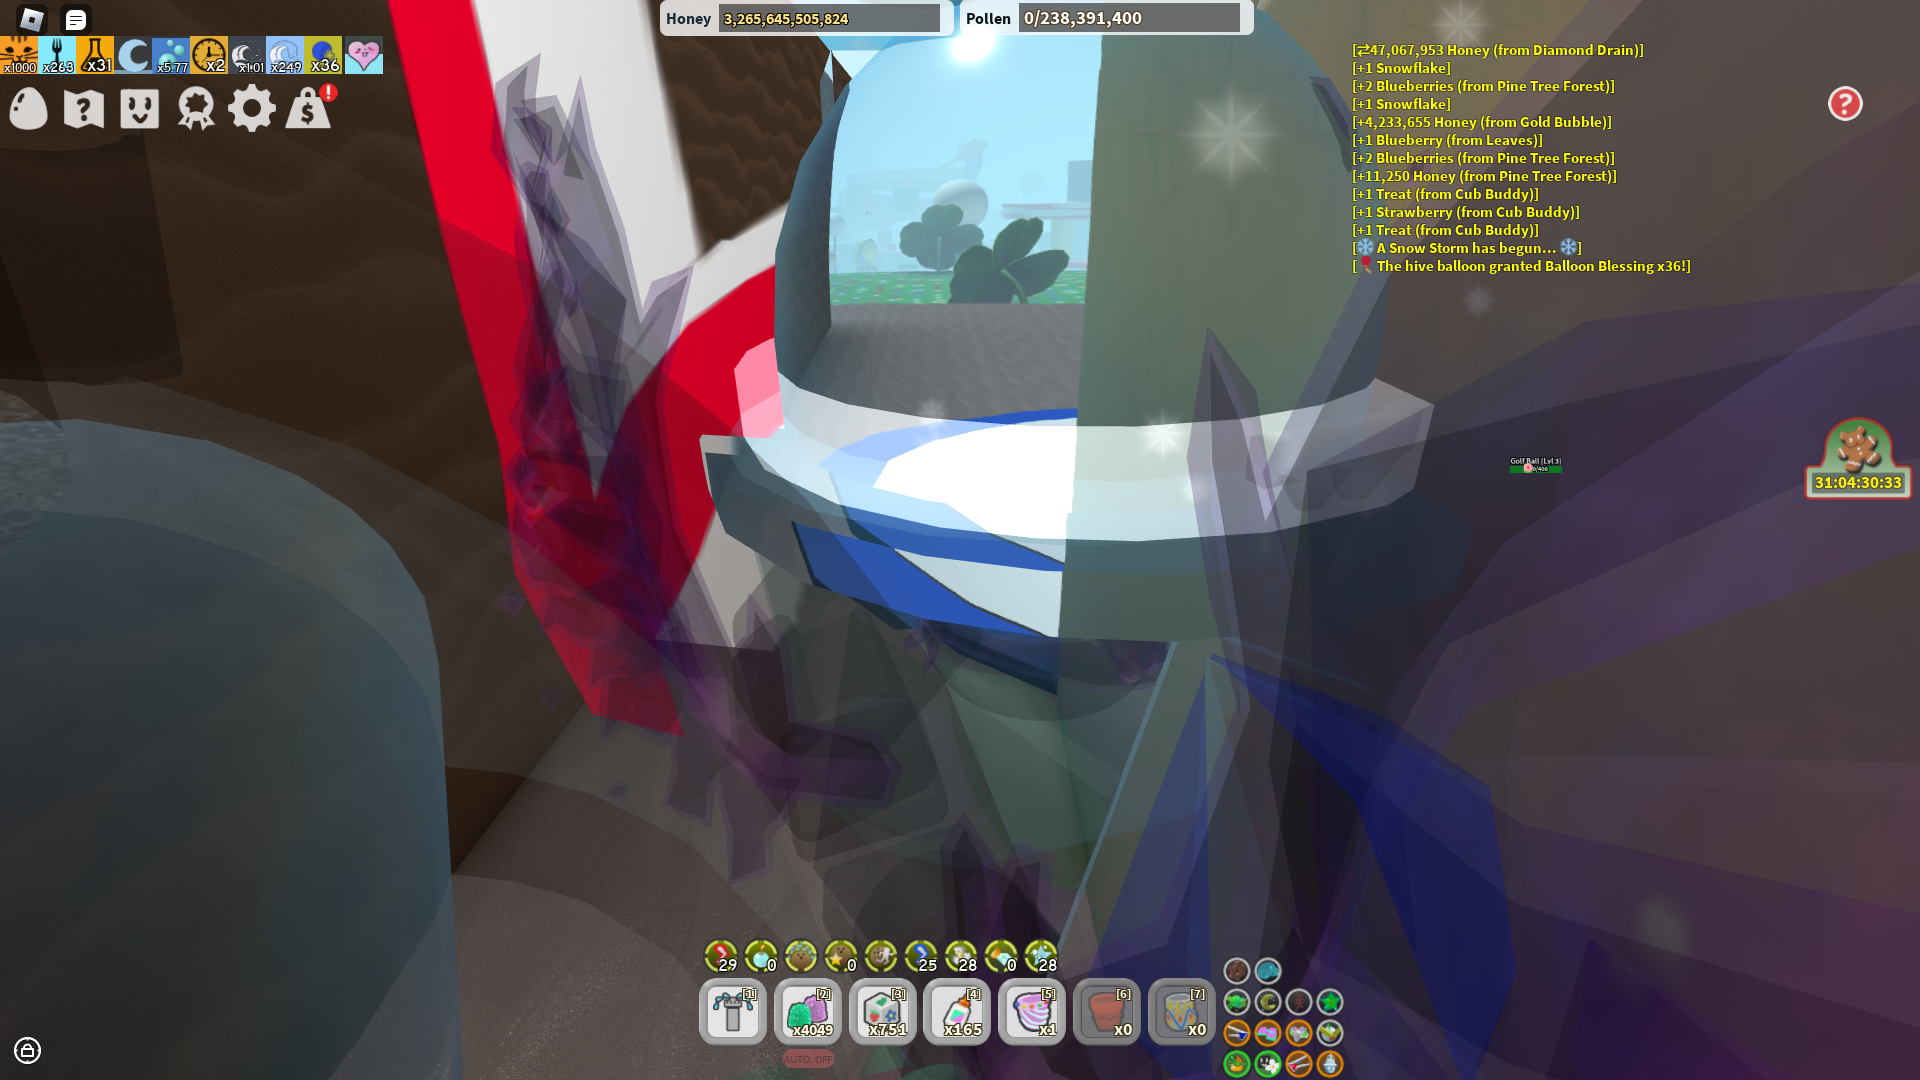 Honey 3,265,645,505,824
Pollen 0/238,391,400
x1000 x263 x31 x5.77 x2 x1.01 x249 x36
!
[⇄47,067,953 Honey (from Diamond Drain)]
[+1 Snowflake]
[+2 Blueberries (from Pine Tree Forest)]
[+1 Snowflake]
[+4,233,655 Honey (from Gold Bubble)]
[+1 Blueberry (from Leaves)]
[+2 Blueberries (from Pine Tree Forest)]
[+11,250 Honey (from Pine Tree Forest)]
[+1 Treat (from Cub Buddy)]
[+1 Strawberry (from Cub Buddy)]
[+1 Treat (from Cub Buddy)]
[❄️ A Snow Storm has begun... ❄️]
[🎈 The hive balloon granted Balloon Blessing x36!]
?
Golf Ball (Lvl 3)
31:04:30:33
29 0 0 25 28 0 28
[1] [2] [3] [4] [5] [6] [7]
x4049 x751 x165 x1 x0 x0
AUTO: OFF